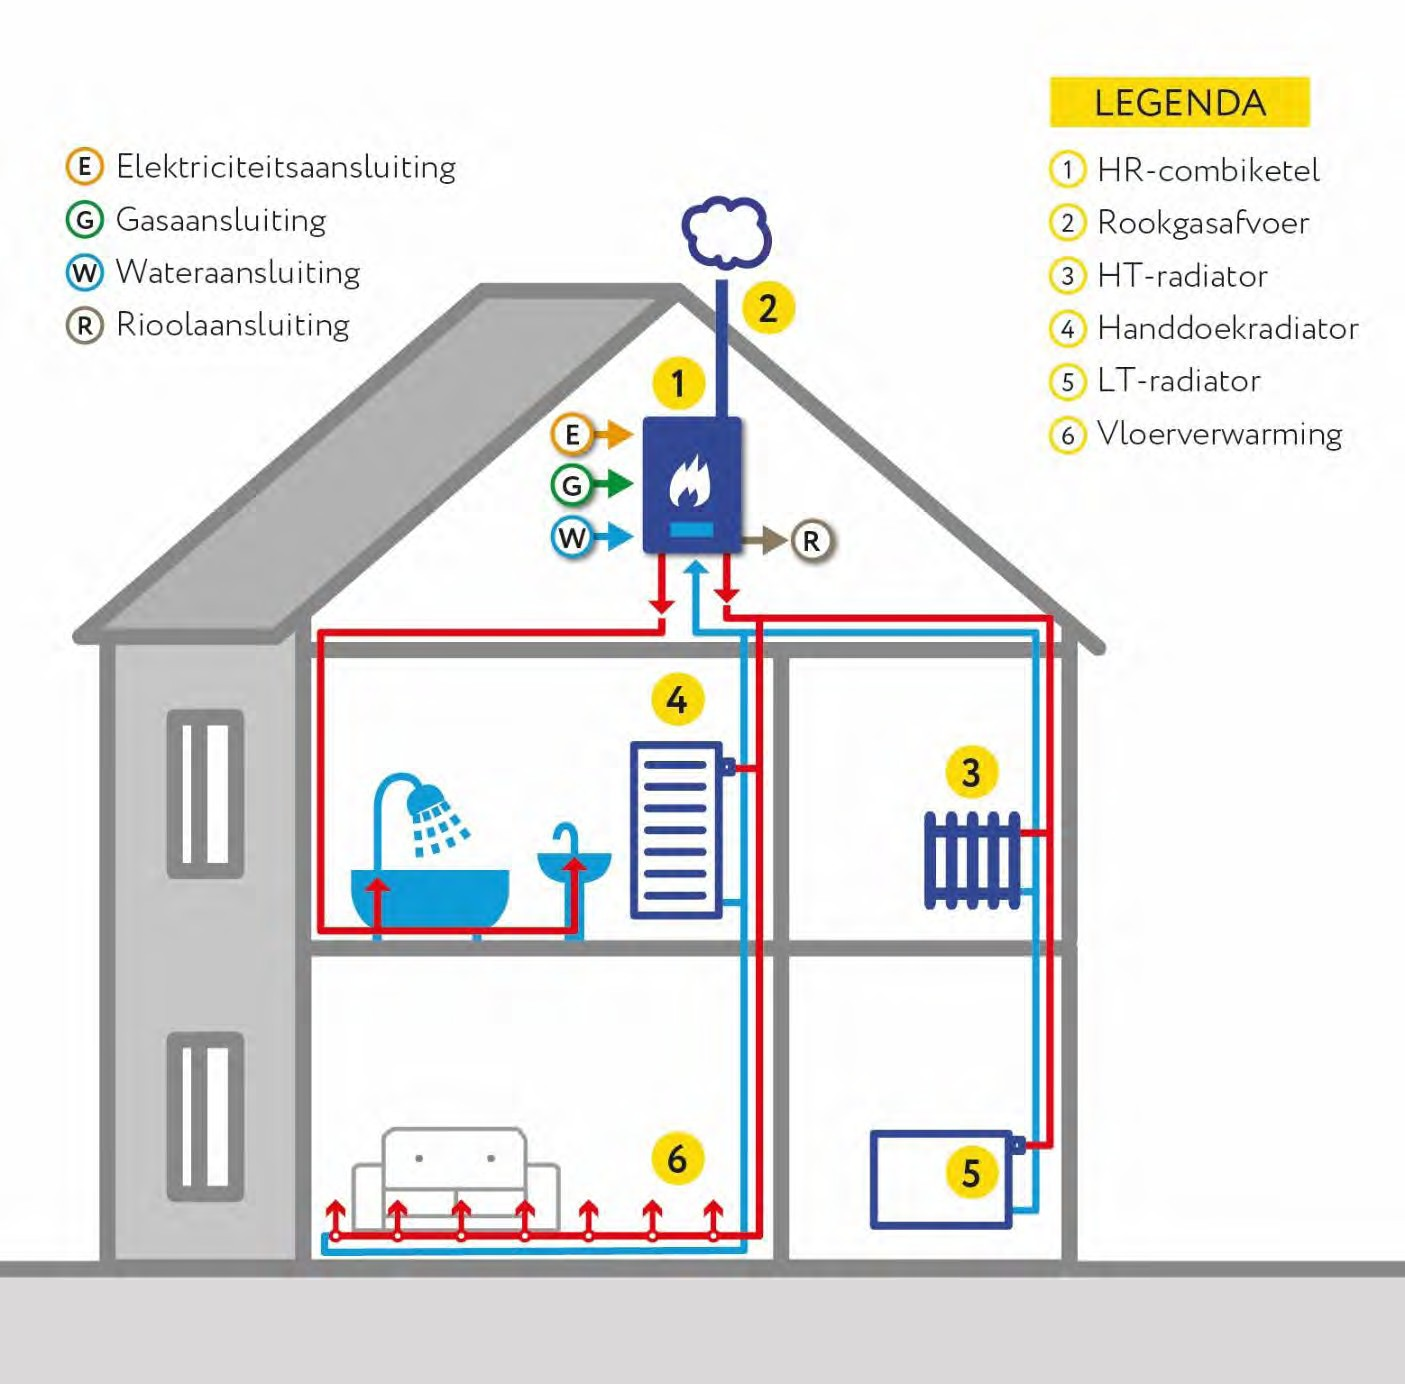 LEGENDA
E Elektriciteitsaansluiting
G Gasaansluiting
W Wateraansluiting
R Rioolaansluiting
1 HR-combiketel
2 Rookgasafvoer
3 HT-radiator
4 Handdoekradiator
5 LT-radiator
6 Vloerverwarming
2
1
E
G
W
R
4
3
6
5